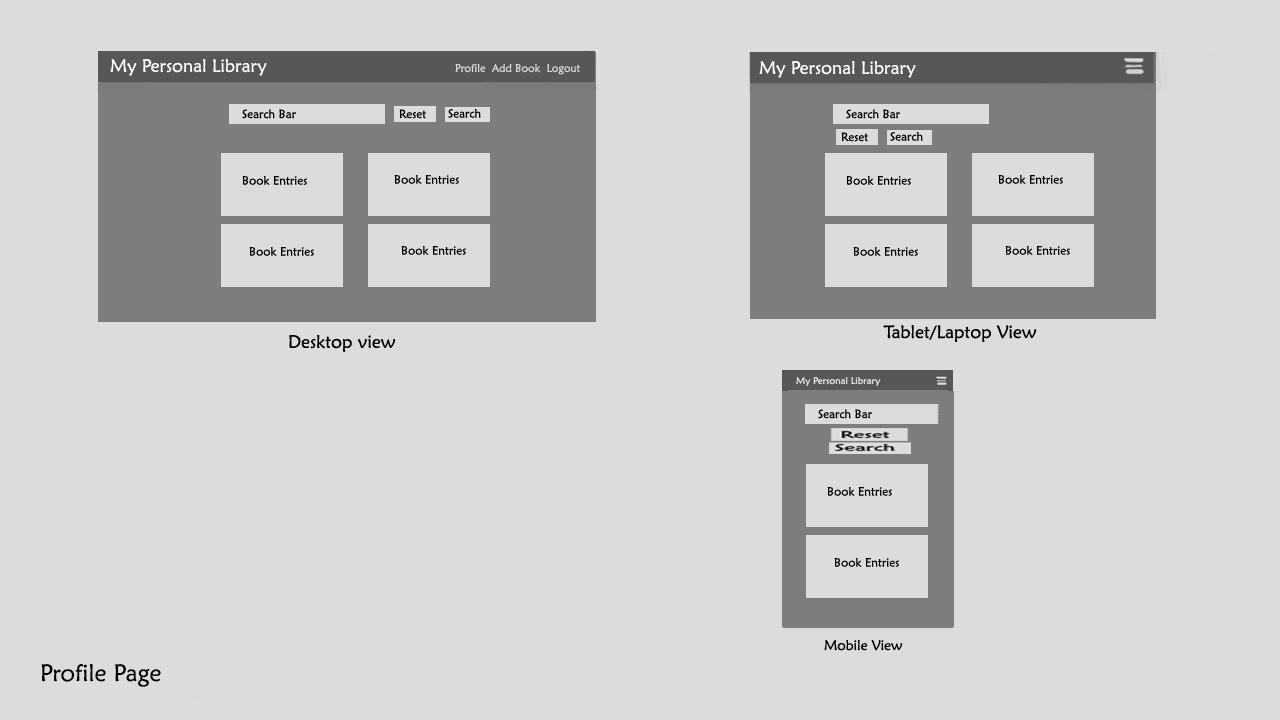 My Personal Library
Profile Add Book Logout
Search Bar Reset Search
Book Entries Book Entries
Book Entries Book Entries
Desktop view
My Personal Library
Search Bar
Reset Search
Book Entries Book Entries
Book Entries Book Entries
Tablet/Laptop View
My Personal Library
Search Bar
Reset
Search
Book Entries
Book Entries
Mobile View
Profile Page